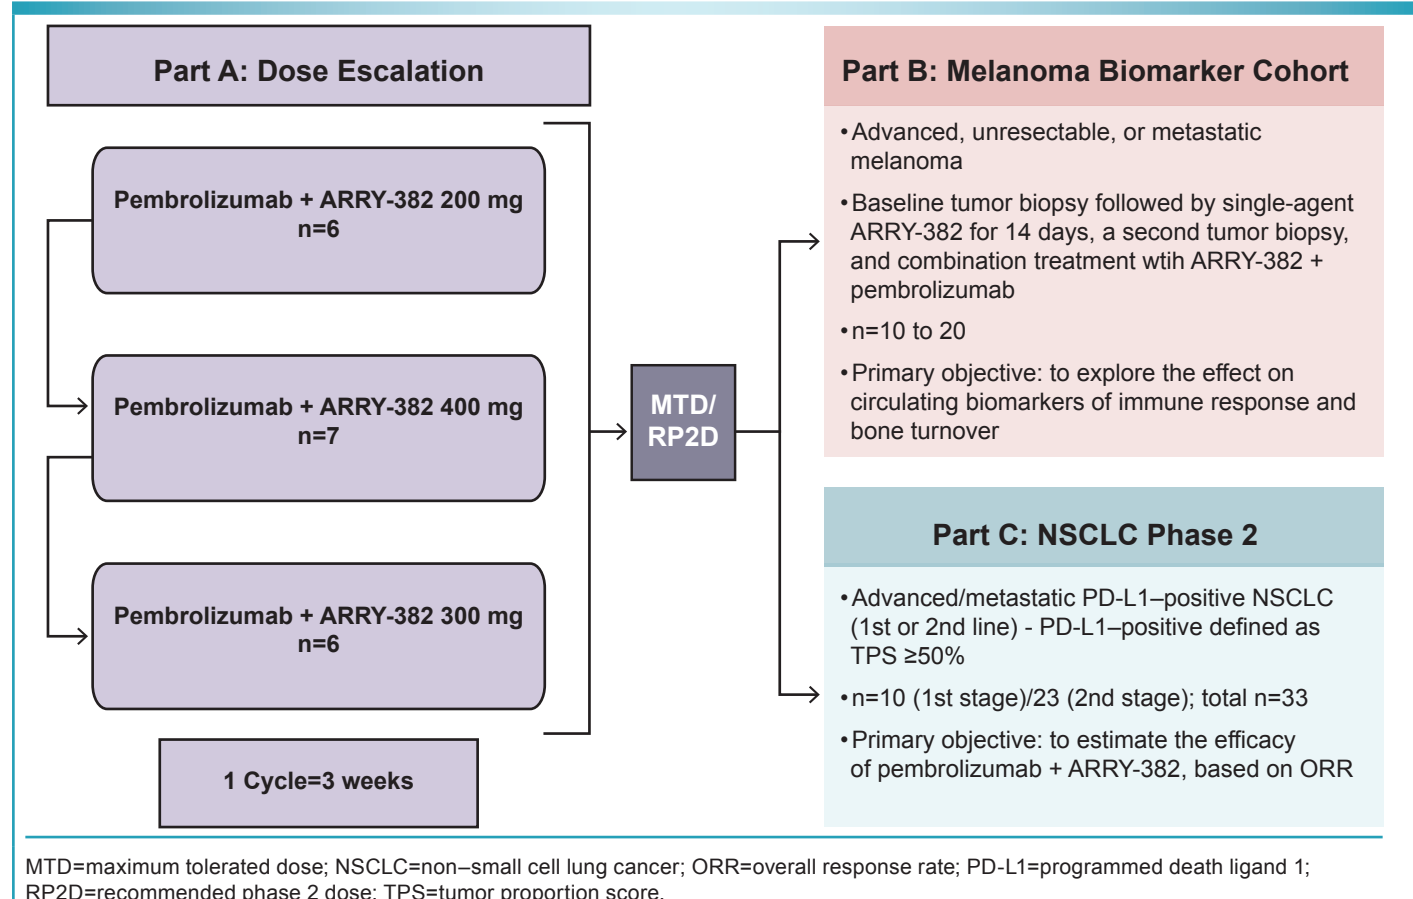 Part A: Dose Escalation
Pembrolizumab + ARRY-382 200 mg
n=6
Pembrolizumab + ARRY-382 400 mg
n=7
Pembrolizumab + ARRY-382 300 mg
n=6
1 Cycle=3 weeks
MTD/
RP2D
Part B: Melanoma Biomarker Cohort
•Advanced, unresectable, or metastatic
melanoma
•Baseline tumor biopsy followed by single-agent
ARRY-382 for 14 days, a second tumor biopsy,
and combination treatment wtih ARRY-382 +
pembrolizumab
•n=10 to 20
•Primary objective: to explore the effect on
circulating biomarkers of immune response and
bone turnover
Part C: NSCLC Phase 2
•Advanced/metastatic PD-L1–positive NSCLC
(1st or 2nd line) - PD-L1–positive defined as
TPS ≥50%
•n=10 (1st stage)/23 (2nd stage); total n=33
•Primary objective: to estimate the efficacy
of pembrolizumab + ARRY-382, based on ORR
MTD=maximum tolerated dose; NSCLC=non–small cell lung cancer; ORR=overall response rate; PD-L1=programmed death ligand 1;
RP2D=recommended phase 2 dose; TPS=tumor proportion score.